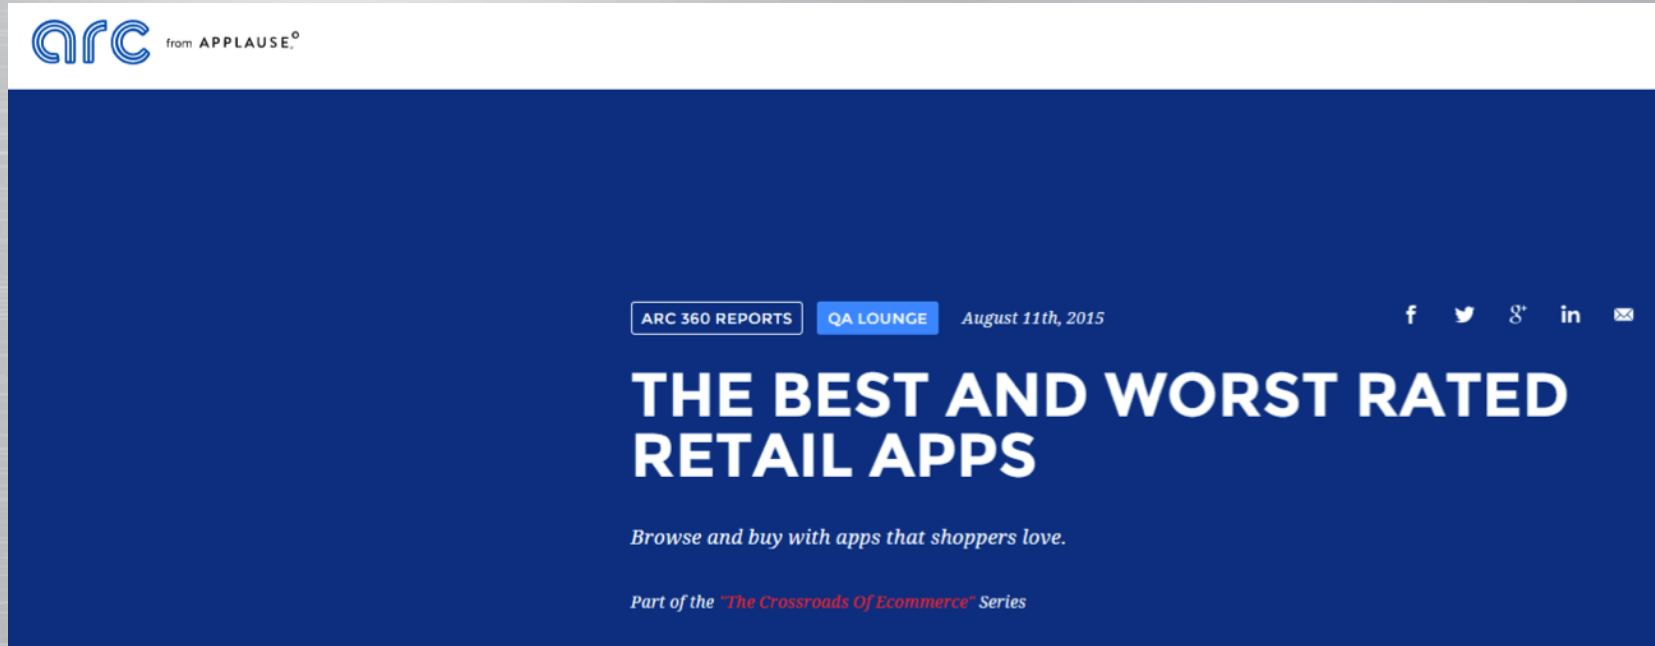 arc from APPLAUSE
ARC 360 REPORTS QA LOUNGE August 11th, 2015
THE BEST AND WORST RATED
RETAIL APPS
Browse and buy with apps that shoppers love.
Part of the "The Crossroads Of Ecommerce" Series